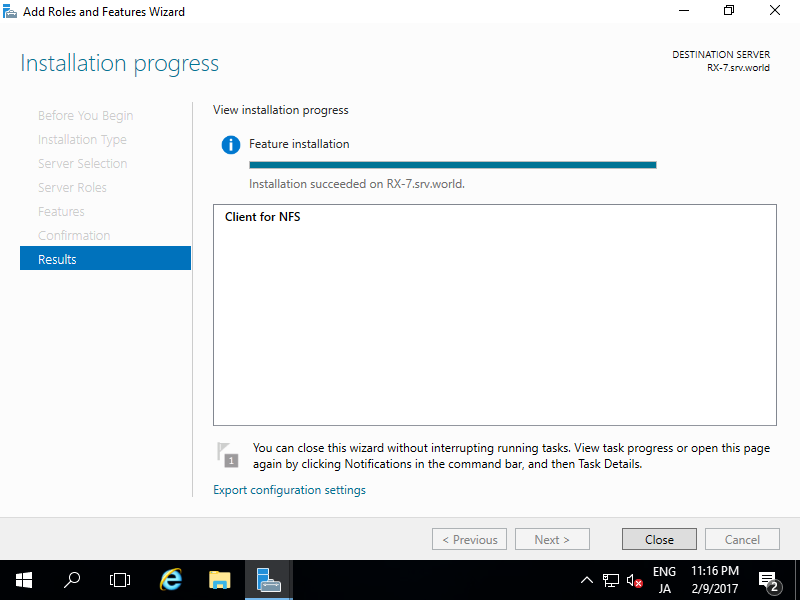 Add Roles and Features Wizard
Installation progress
DESTINATION SERVER
RX-7.srv.world
Before You Begin
Installation Type
Server Selection
Server Roles
Features
Confirmation
Results
View installation progress
Feature installation
Installation succeeded on RX-7.srv.world.
Client for NFS
1
You can close this wizard without interrupting running tasks. View task progress or open this page
again by clicking Notifications in the command bar, and then Task Details.
Export configuration settings
< Previous
Next >
Close
Cancel
ENG
JA
11:16 PM
2/9/2017
2